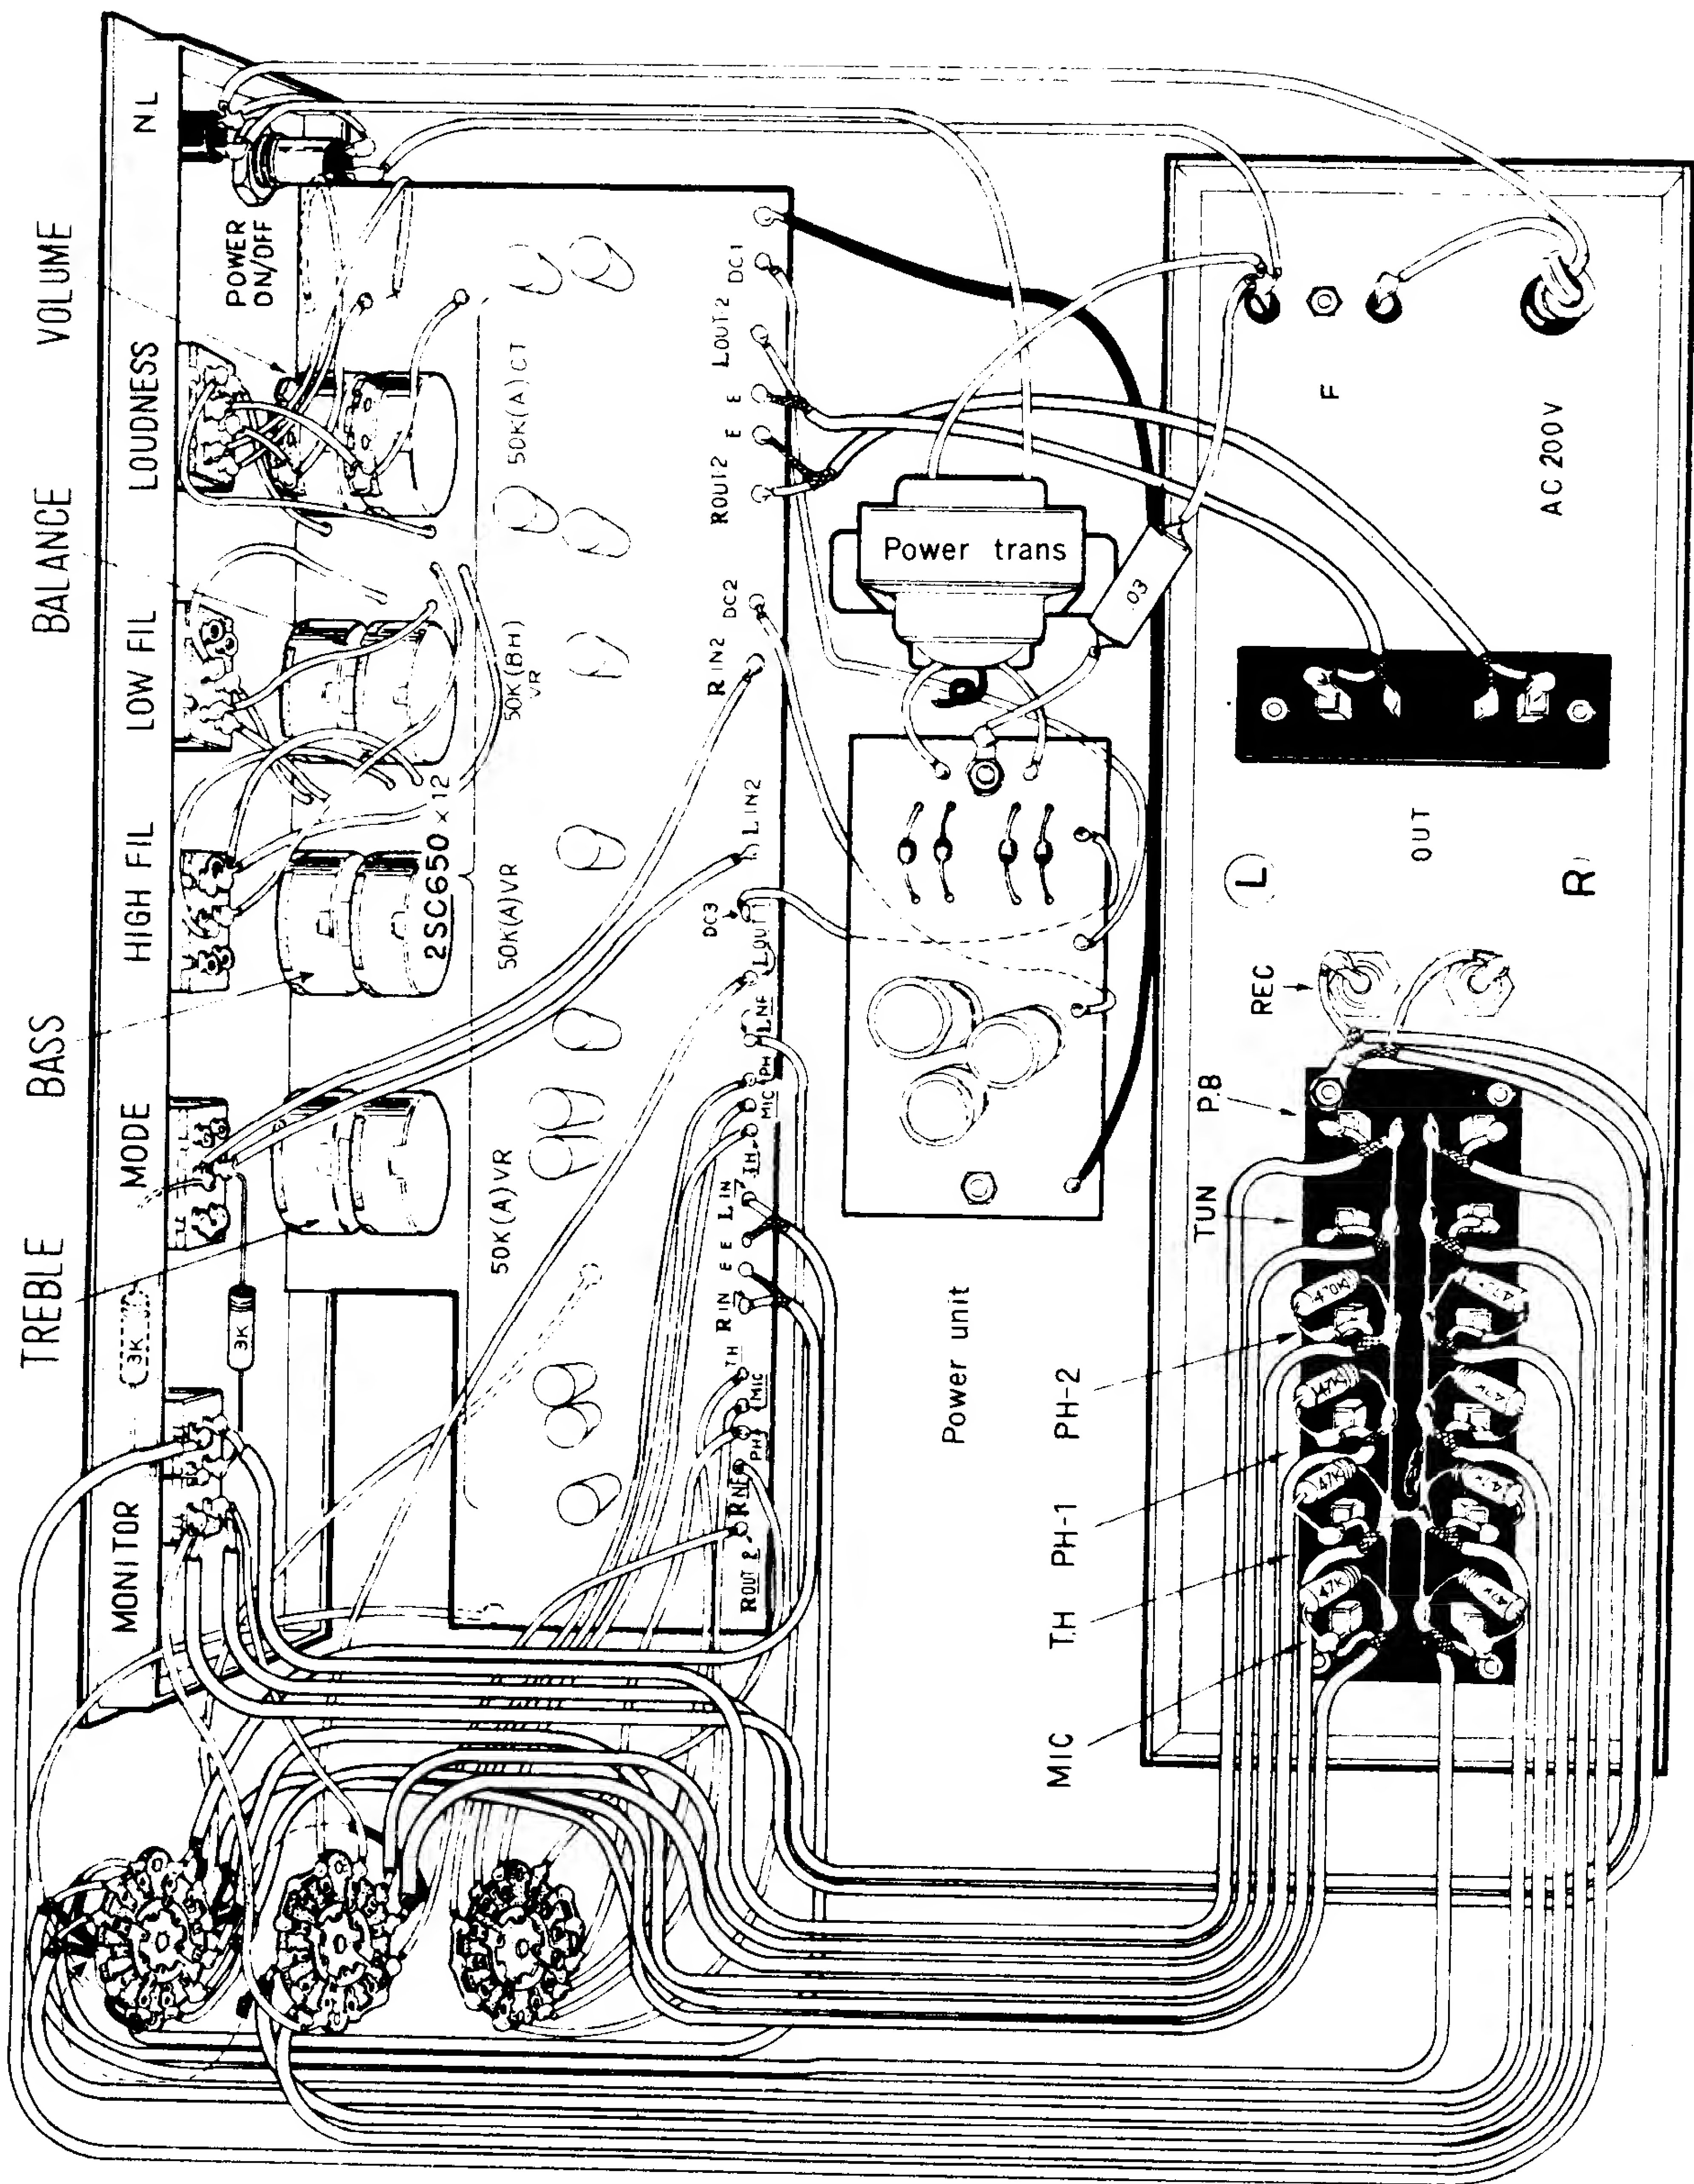 TREBLE
BASS
BALANCE
VOLUME
MONITOR
MODE
HIGH FIL
LOW FIL
LOUDNESS
N L
POWER
ON/OFF
3K
3K
2SC650 × 12
50K(A)VR
50K(A)VR
50K(BH)
VR
50K(A)CT
ROUT
RNF
PH
MIC
TH
R IN
E
E
L IN
TH
MIC
PH
LNF
LOUT1
DC3
L IN2
R IN2
DC2
ROUT2
E
E
LOUT2
DC1
Power trans
.03
Power unit
MIC
T.H
PH-1
PH-2
TUN
P.B
REC
L
R
OUT
F
AC 200V
470K
47K
47K
47K